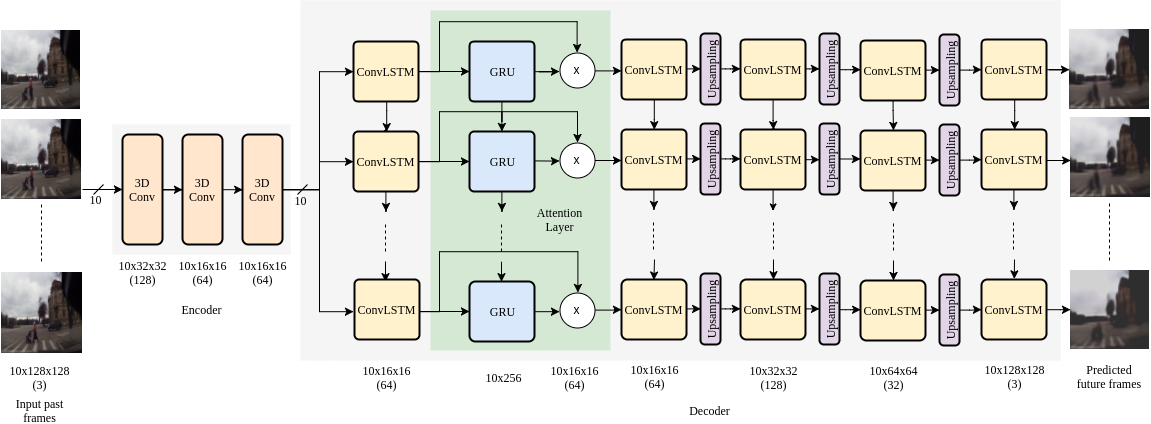 ConvLSTM
GRU
x
ConvLSTM
Upsampling
ConvLSTM
Upsampling
ConvLSTM
Upsampling
ConvLSTM
ConvLSTM
GRU
x
ConvLSTM
Upsampling
ConvLSTM
Upsampling
ConvLSTM
Upsampling
ConvLSTM
10
3D
Conv
3D
Conv
3D
Conv
10
Attention
Layer
ConvLSTM
GRU
x
ConvLSTM
Upsampling
ConvLSTM
Upsampling
ConvLSTM
Upsampling
ConvLSTM
10x32x32
(128)
10x16x16
(64)
10x16x16
(64)
Encoder
10x128x128
(3)
Input past
frames
10x16x16
(64)
10x256
10x16x16
(64)
10x16x16
(64)
10x32x32
(128)
10x64x64
(32)
10x128x128
(3)
Predicted
future frames
Decoder